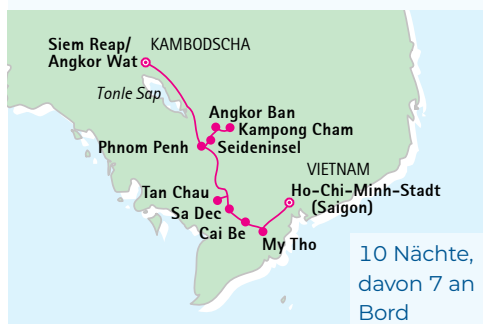 Siem Reap/
Angkor Wat
KAMBODSCHA
Tonle Sap
Angkor Ban
Kampong Cham
Phnom Penh
Seideninsel
VIETNAM
Tan Chau
Ho-Chi-Minh-Stadt
(Saigon)
Sa Dec
Cai Be
My Tho
10 Nächte,
davon 7 an
Bord